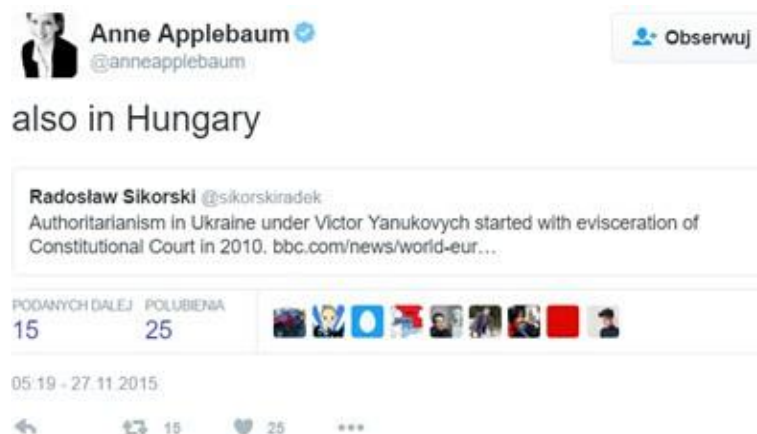 Anne Applebaum
@anneapplebaum
Obserwuj
also in Hungary
Radosław Sikorski @sikorskiradek
Authoritarianism in Ukraine under Victor Yanukovych started with evisceration of
Constitutional Court in 2010. bbc.com/news/world-eur…
PODANYCH DALEJ POLUBIENIA
15 25
05:19 - 27.11.2015
15 25